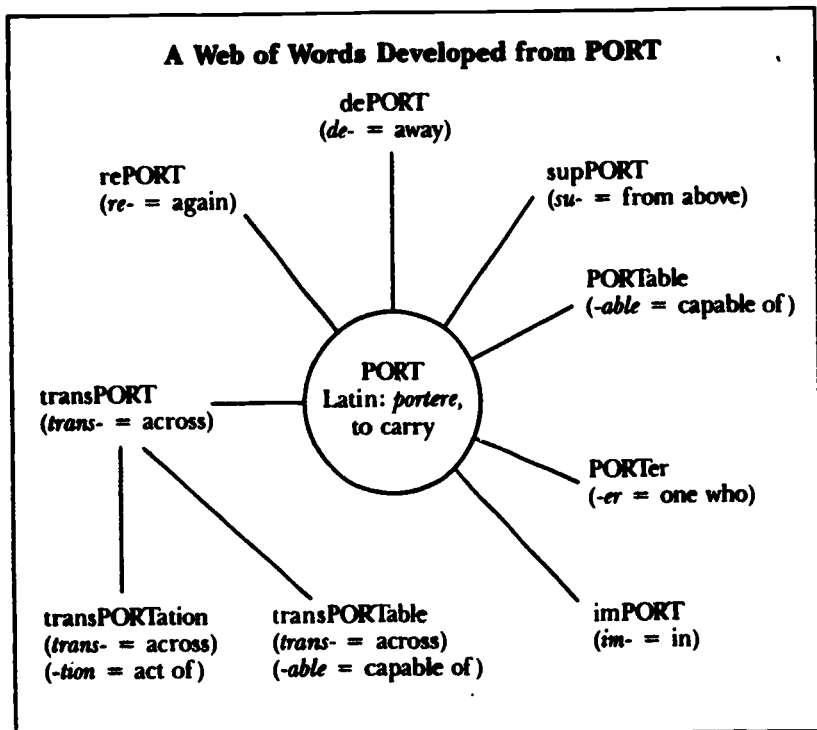 A Web of Words Developed from PORT
dePORT
(de- = away)
rePORT
(re- = again)
supPORT
(su- = from above)
PORTable
(-able = capable of)
PORT
Latin: portere,
to carry
transPORT
(trans- = across)
PORTer
(-er = one who)
transPORTation
(trans- = across)
(-tion = act of)
transPORTable
(trans- = across)
(-able = capable of)
imPORT
(im- = in)